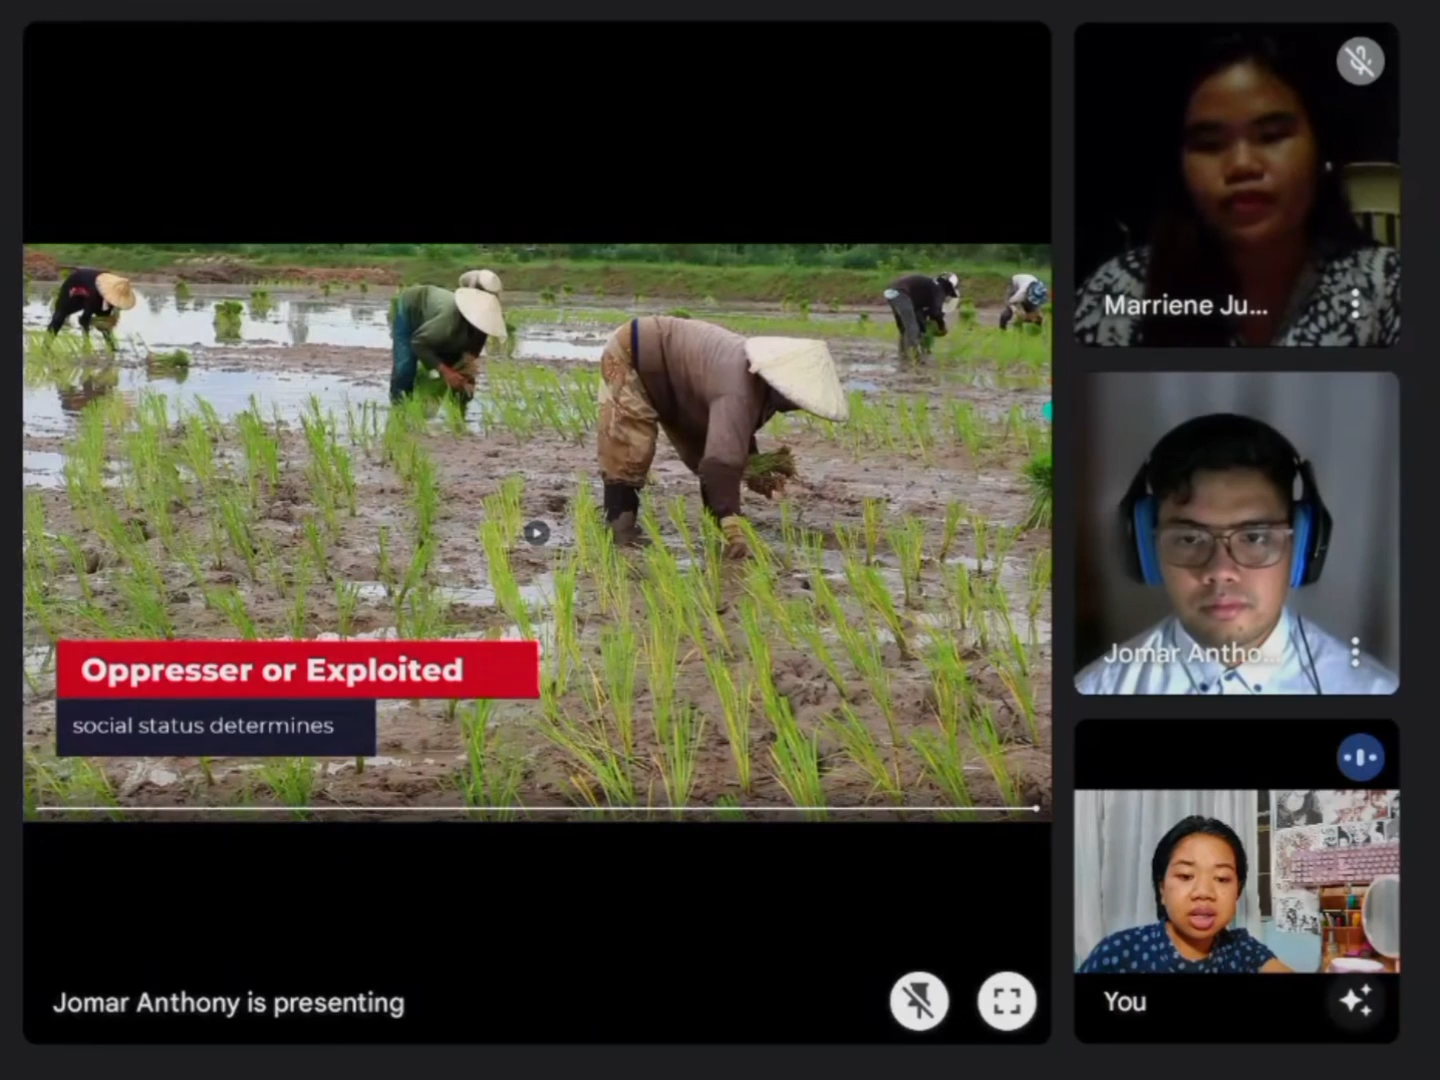 Oppresser or Exploited
social status determines
Jomar Anthony is presenting
Marriene Ju...
Jomar Antho...
You